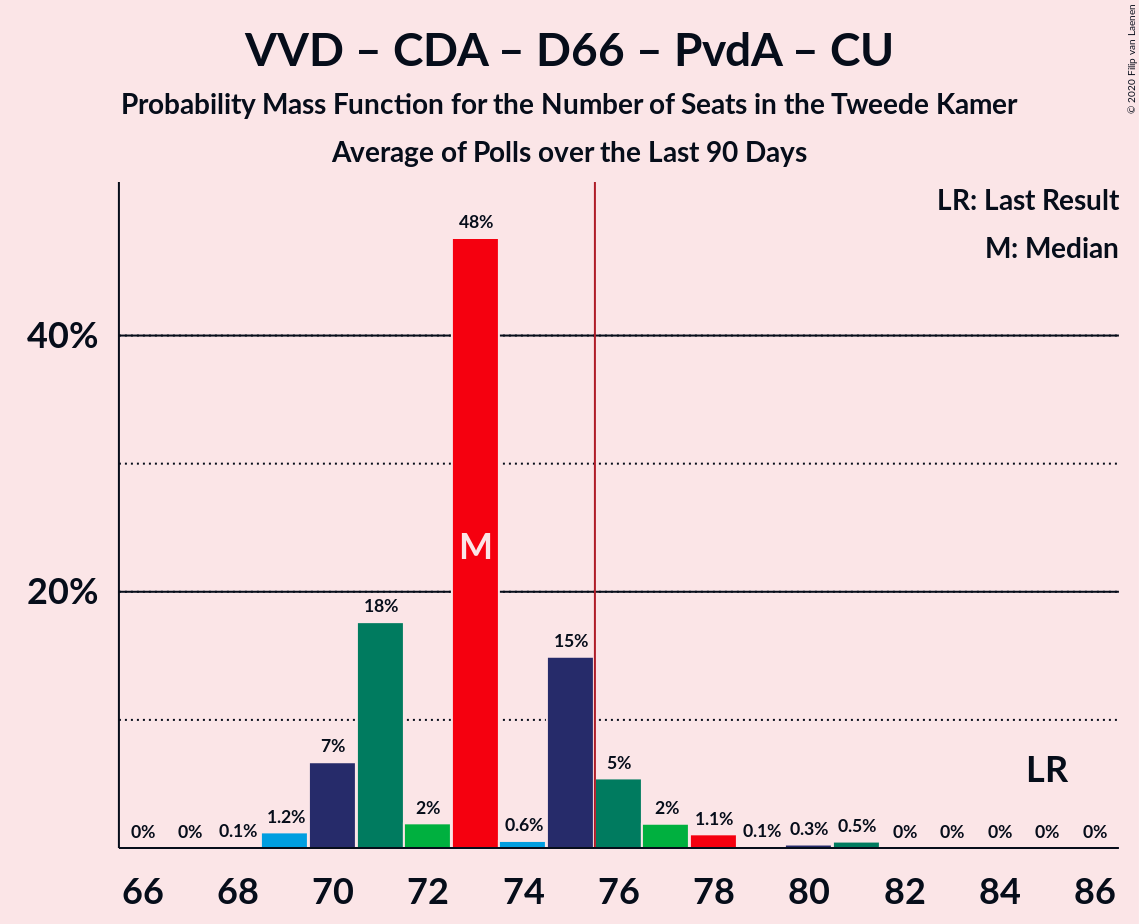 VVD – CDA – D66 – PvdA – CU
Probability Mass Function for the Number of Seats in the Tweede Kamer
Average of Polls over the Last 90 Days
© 2020 Filip van Laenen
LR: Last Result
M: Median
40%
20%
0%
0%
0.1%
1.2%
7%
18%
2%
48%
M
0.6%
15%
5%
2%
1.1%
0.1%
0.3%
0.5%
0%
0%
0%
0%
0%
LR
66 68 70 72 74 76 78 80 82 84 86